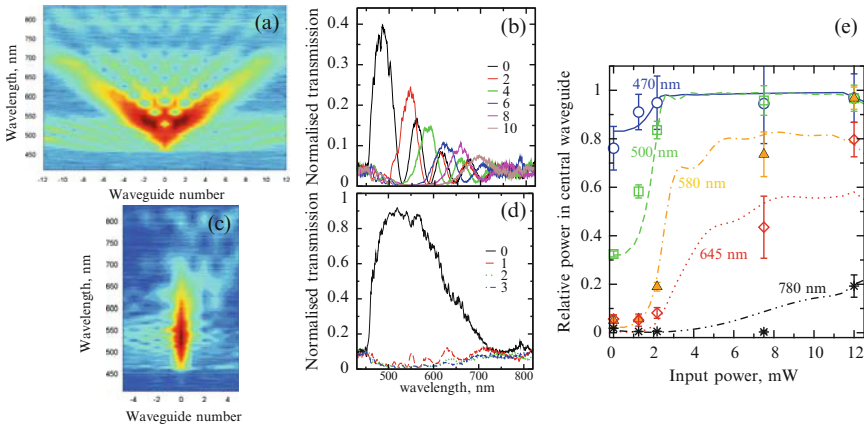 (a)
Wavelength, nm
800
750
700
650
600
550
500
450
-12 -10 -8 -6 -4 -2 0 2 4 6 8 10 12
Waveguide number
(b)
Normalised transmission
0.4
0.3
0.2
0.1
0
0
2
4
6
8
10
(c)
Wavelength, nm
800
750
700
650
600
550
500
450
-4 -2 0 2 4
Waveguide number
(d)
Normalised transmission
1
0.8
0.6
0.4
0.2
0
0
1
2
3
500 600 700 800
wavelength, nm
(e)
Relative power in central waveguide
1
0.8
0.6
0.4
0.2
0
470 nm
500 nm
580 nm
645 nm
780 nm
0 2 4 6 8 10 12
Input power, mW